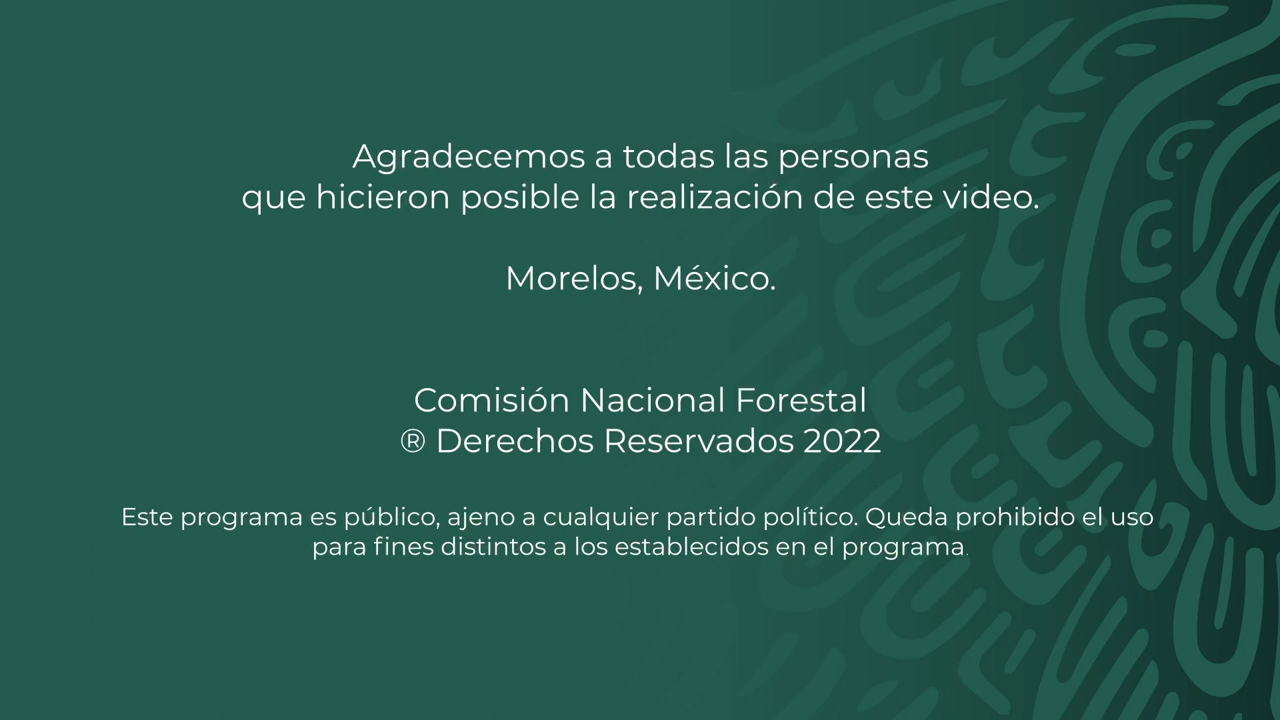 Agradecemos a todas las personas
que hicieron posible la realización de este video.
Morelos, México.
Comisión Nacional Forestal
® Derechos Reservados 2022
Este programa es público, ajeno a cualquier partido político. Queda prohibido el uso
para fines distintos a los establecidos en el programa.